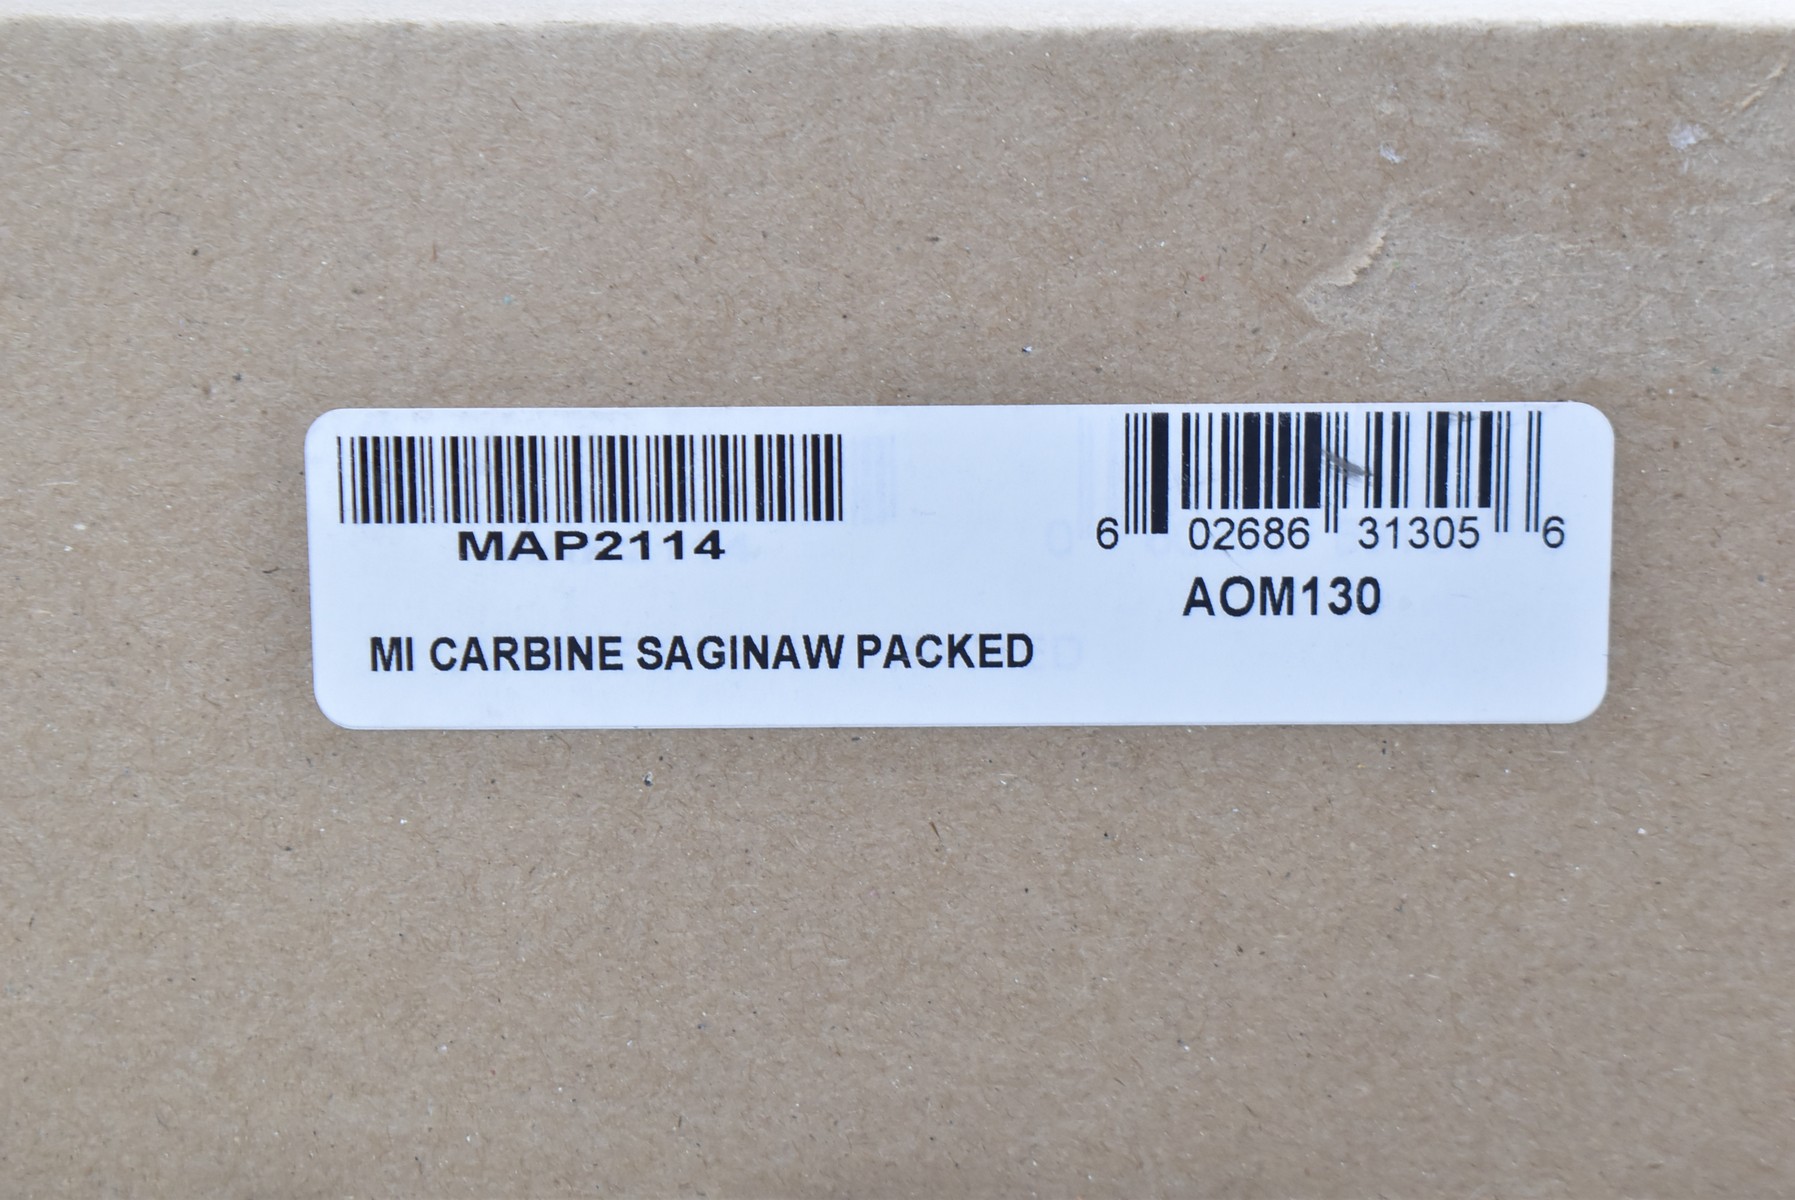 MAP2114
6 02686 31305 6
AOM130
MI CARBINE SAGINAW PACKED